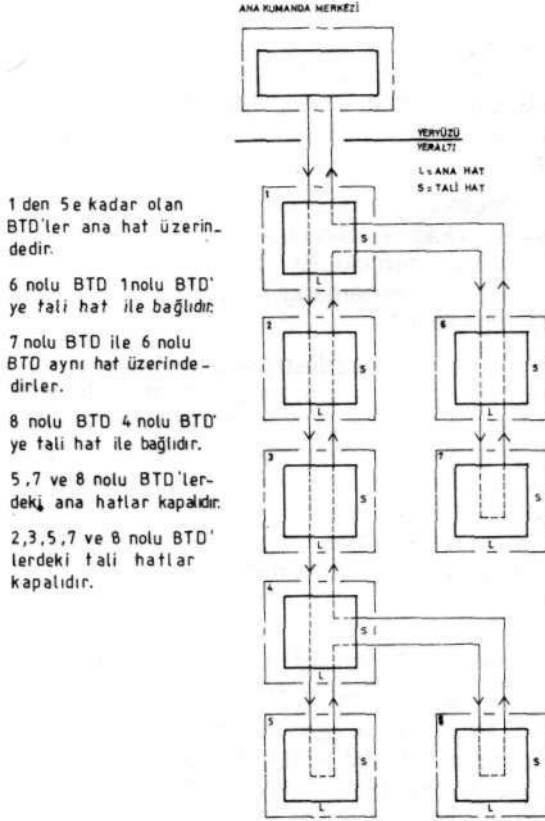 ANA KUMANDA MERKEZİ
YERYÜZÜ
YERALTI
L = ANA HAT
S = TALİ HAT
1 den 5e kadar olan
BTD'ler ana hat üzerin-
dedir.
6 nolu BTD 1nolu BTD'
ye tali hat ile bağlıdır.
7 nolu BTD ile 6 nolu
BTD aynı hat üzerinde-
dirler.
8 nolu BTD 4 nolu BTD'
ye tali hat ile bağlıdır.
5,7 ve 8 nolu BTD'ler-
deki ana hatlar kapalıdır.
2,3,5,7 ve 8 nolu BTD'
lerdeki tali hatlar
kapalıdır.
1
S
L
2
S
L
6
S
L
3
S
L
7
S
L
4
S
L
5
S
L
8
S
L